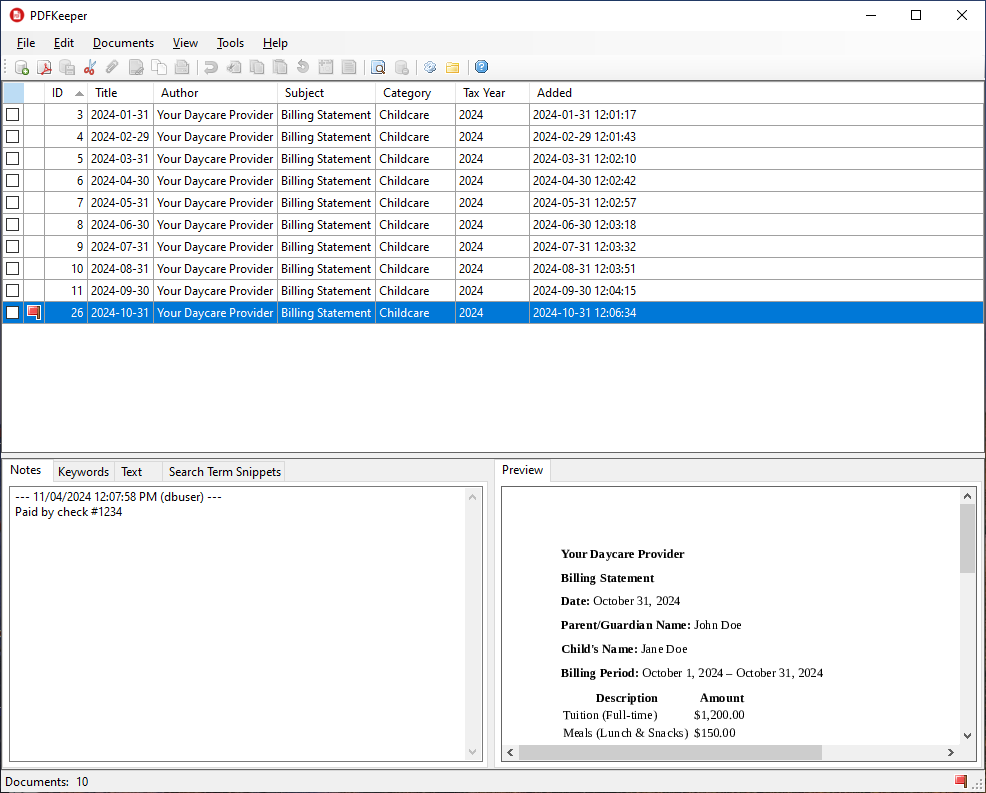 PDFKeeper
File Edit Documents View Tools Help
ID Title Author Subject Category Tax Year Added
3 2024-01-31 Your Daycare Provider Billing Statement Childcare 2024 2024-01-31 12:01:17
4 2024-02-29 Your Daycare Provider Billing Statement Childcare 2024 2024-02-29 12:01:43
5 2024-03-31 Your Daycare Provider Billing Statement Childcare 2024 2024-03-31 12:02:10
6 2024-04-30 Your Daycare Provider Billing Statement Childcare 2024 2024-04-30 12:02:42
7 2024-05-31 Your Daycare Provider Billing Statement Childcare 2024 2024-05-31 12:02:57
8 2024-06-30 Your Daycare Provider Billing Statement Childcare 2024 2024-06-30 12:03:18
9 2024-07-31 Your Daycare Provider Billing Statement Childcare 2024 2024-07-31 12:03:32
10 2024-08-31 Your Daycare Provider Billing Statement Childcare 2024 2024-08-31 12:03:51
11 2024-09-30 Your Daycare Provider Billing Statement Childcare 2024 2024-09-30 12:04:15
26 2024-10-31 Your Daycare Provider Billing Statement Childcare 2024 2024-10-31 12:06:34
Notes Keywords Text Search Term Snippets
--- 11/04/2024 12:07:58 PM (dbuser) ---
Paid by check #1234
Preview
Your Daycare Provider
Billing Statement
Date: October 31, 2024
Parent/Guardian Name: John Doe
Child's Name: Jane Doe
Billing Period: October 1, 2024 – October 31, 2024
Description Amount
Tuition (Full-time) $1,200.00
Meals (Lunch & Snacks) $150.00
Documents: 10